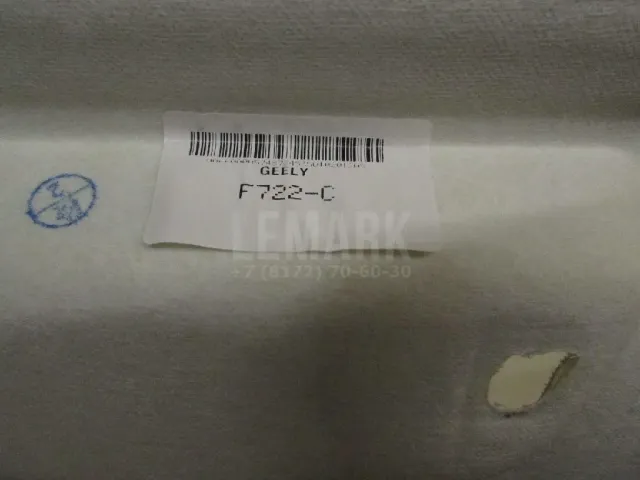 GEELY
F722-C
LEMARK
+7 (8172) 70-60-30